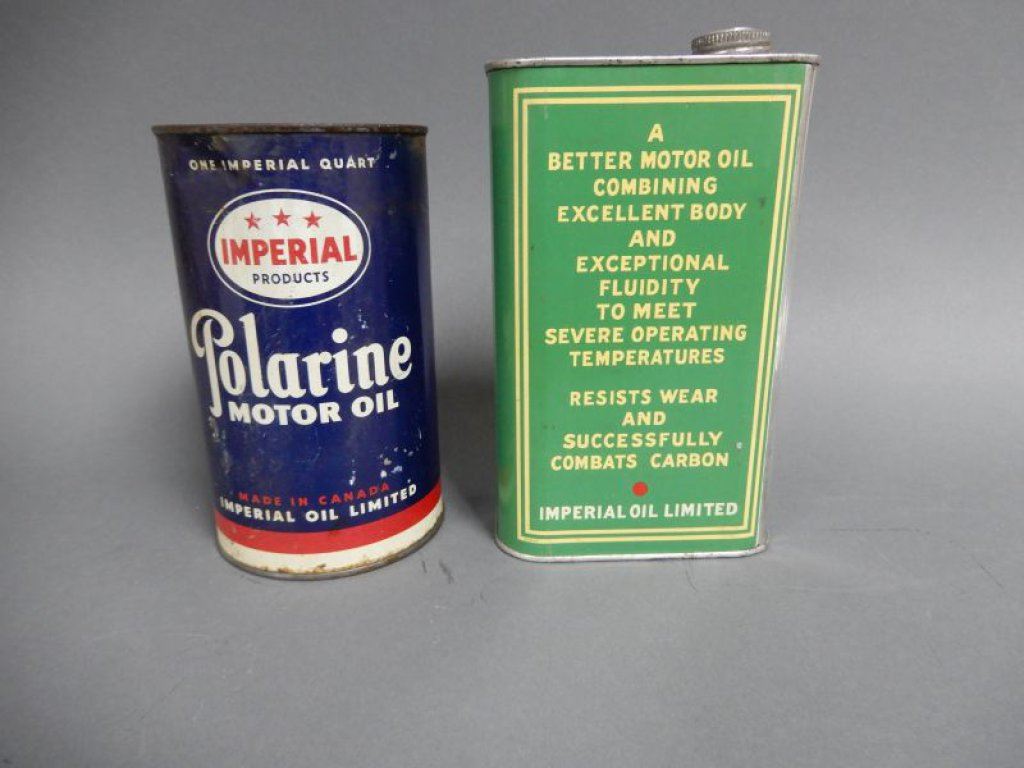 ONE IMPERIAL QUART
IMPERIAL
PRODUCTS
Polarine
MOTOR OIL
MADE IN CANADA
IMPERIAL OIL LIMITED
A
BETTER MOTOR OIL
COMBINING
EXCELLENT BODY
AND
EXCEPTIONAL
FLUIDITY
TO MEET
SEVERE OPERATING
TEMPERATURES
RESISTS WEAR
AND
SUCCESSFULLY
COMBATS CARBON
IMPERIAL OIL LIMITED